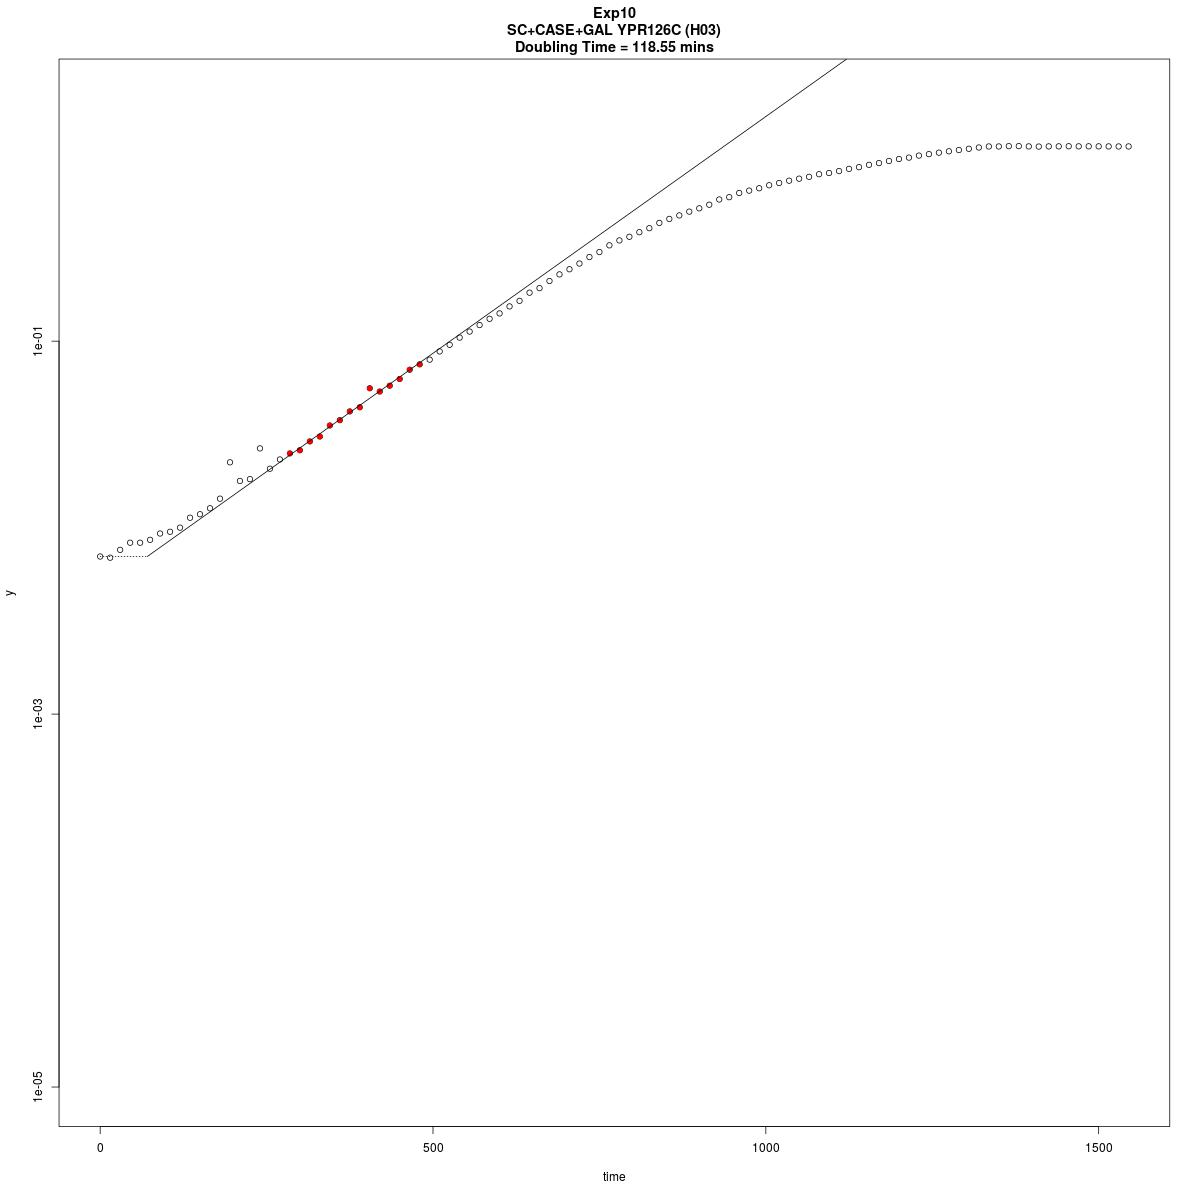 Exp10
SC+CASE+GAL YPR126C (H03)
Doubling Time = 118.55 mins
1e-01
1e-03
1e-05
y
0
500
1000
1500
time